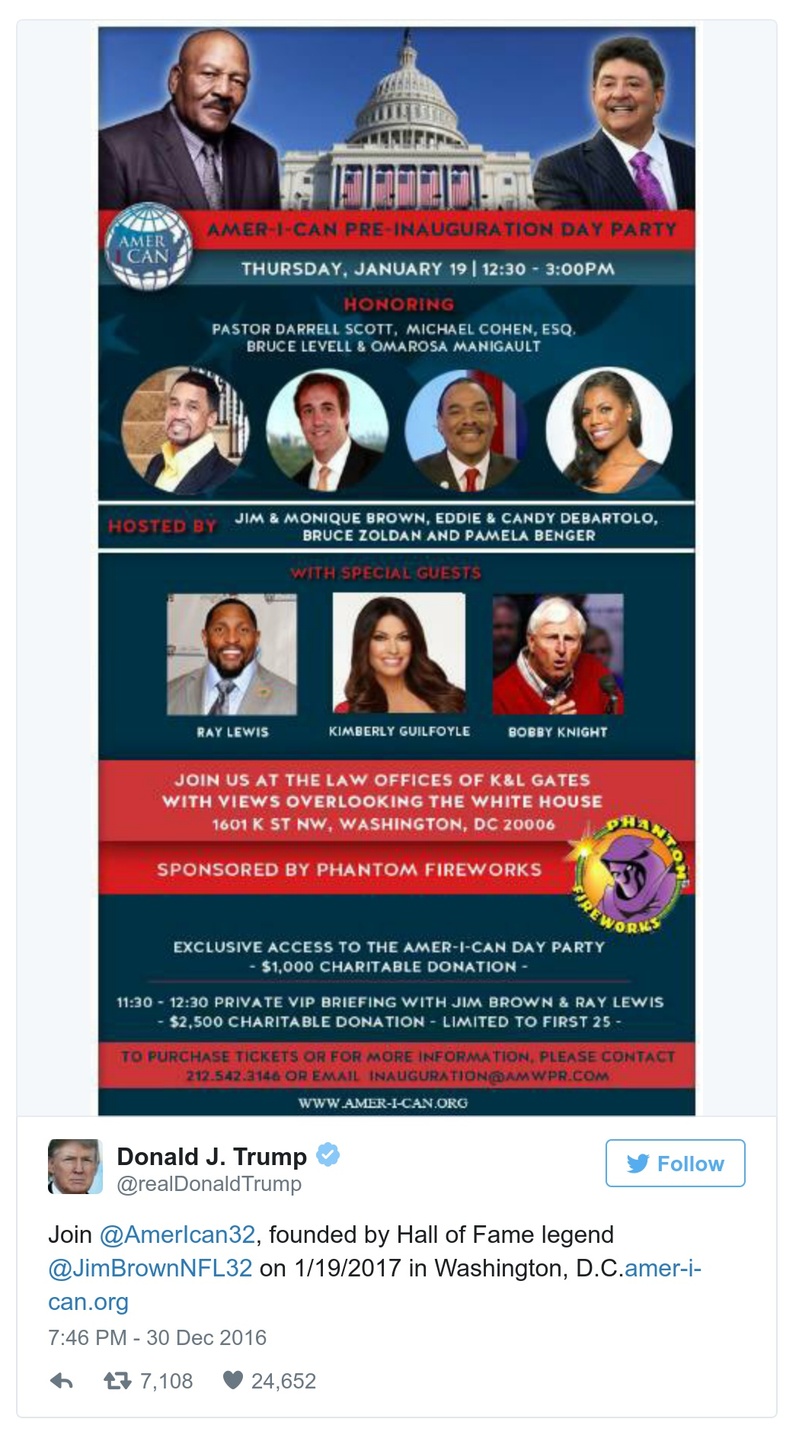 AMER
I CAN
AMER-I-CAN PRE-INAUGURATION DAY PARTY
THURSDAY, JANUARY 19 | 12:30 - 3:00PM
HONORING
PASTOR DARRELL SCOTT, MICHAEL COHEN, ESQ.
BRUCE LEVELL & OMAROSA MANIGAULT
HOSTED BY
JIM & MONIQUE BROWN, EDDIE & CANDY DEBARTOLO,
BRUCE ZOLDAN AND PAMELA BENGER
WITH SPECIAL GUESTS
RAY LEWIS
KIMBERLY GUILFOYLE
BOBBY KNIGHT
JOIN US AT THE LAW OFFICES OF K&L GATES
WITH VIEWS OVERLOOKING THE WHITE HOUSE
1601 K ST NW, WASHINGTON, DC 20006
SPONSORED BY PHANTOM FIREWORKS
PHANTOM
FIREWORKS
EXCLUSIVE ACCESS TO THE AMER-I-CAN DAY PARTY
- $1,000 CHARITABLE DONATION -
11:30 - 12:30 PRIVATE VIP BRIEFING WITH JIM BROWN & RAY LEWIS
- $2,500 CHARITABLE DONATION - LIMITED TO FIRST 25 -
TO PURCHASE TICKETS OR FOR MORE INFORMATION, PLEASE CONTACT
212.542.3146 OR EMAIL INAUGURATION@AMWPR.COM
WWW.AMER-I-CAN.ORG
Donald J. Trump
@realDonaldTrump
Follow
Join @AmerIcan32, founded by Hall of Fame legend
@JimBrownNFL32 on 1/19/2017 in Washington, D.C.amer-i-
can.org
7:46 PM - 30 Dec 2016
7,108
24,652